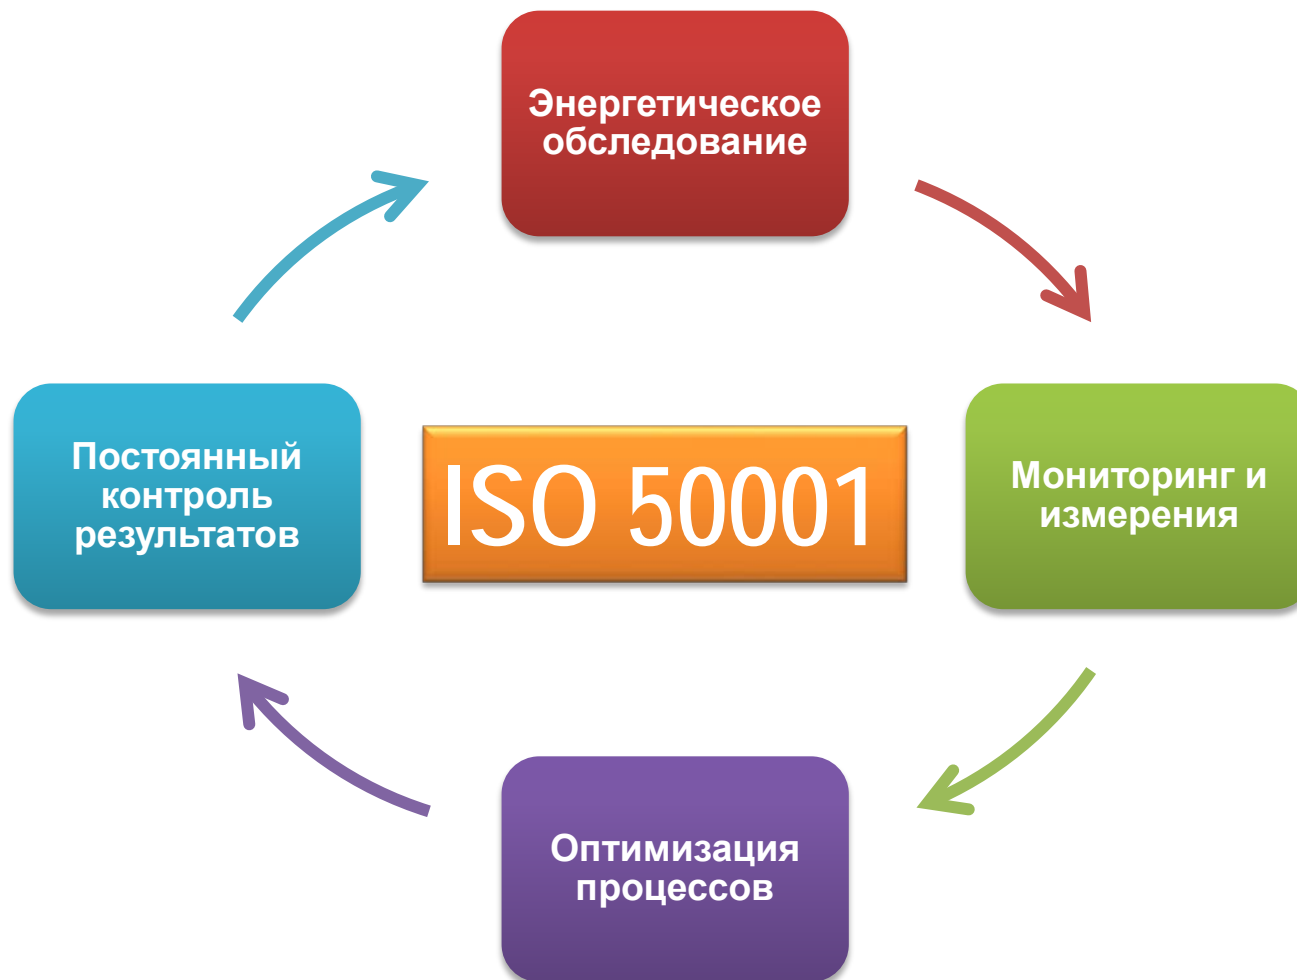 Энергетическое
обследование
Постоянный
контроль
результатов
ISO 50001
Мониторинг и
измерения
Оптимизация
процессов